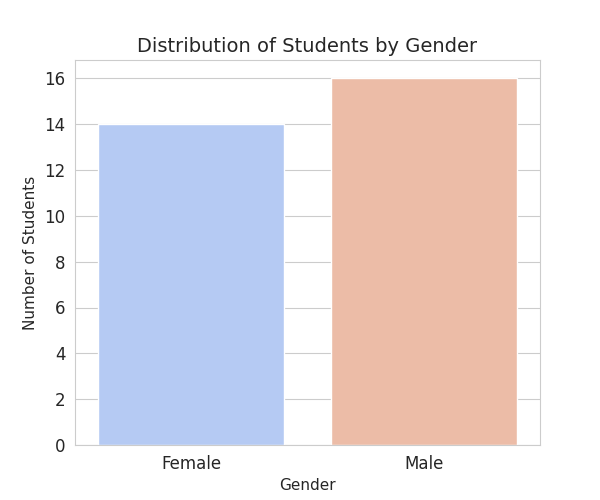 Distribution of Students by Gender
16
14
12
10
8
6
4
2
0
Number of Students
Female Male
Gender